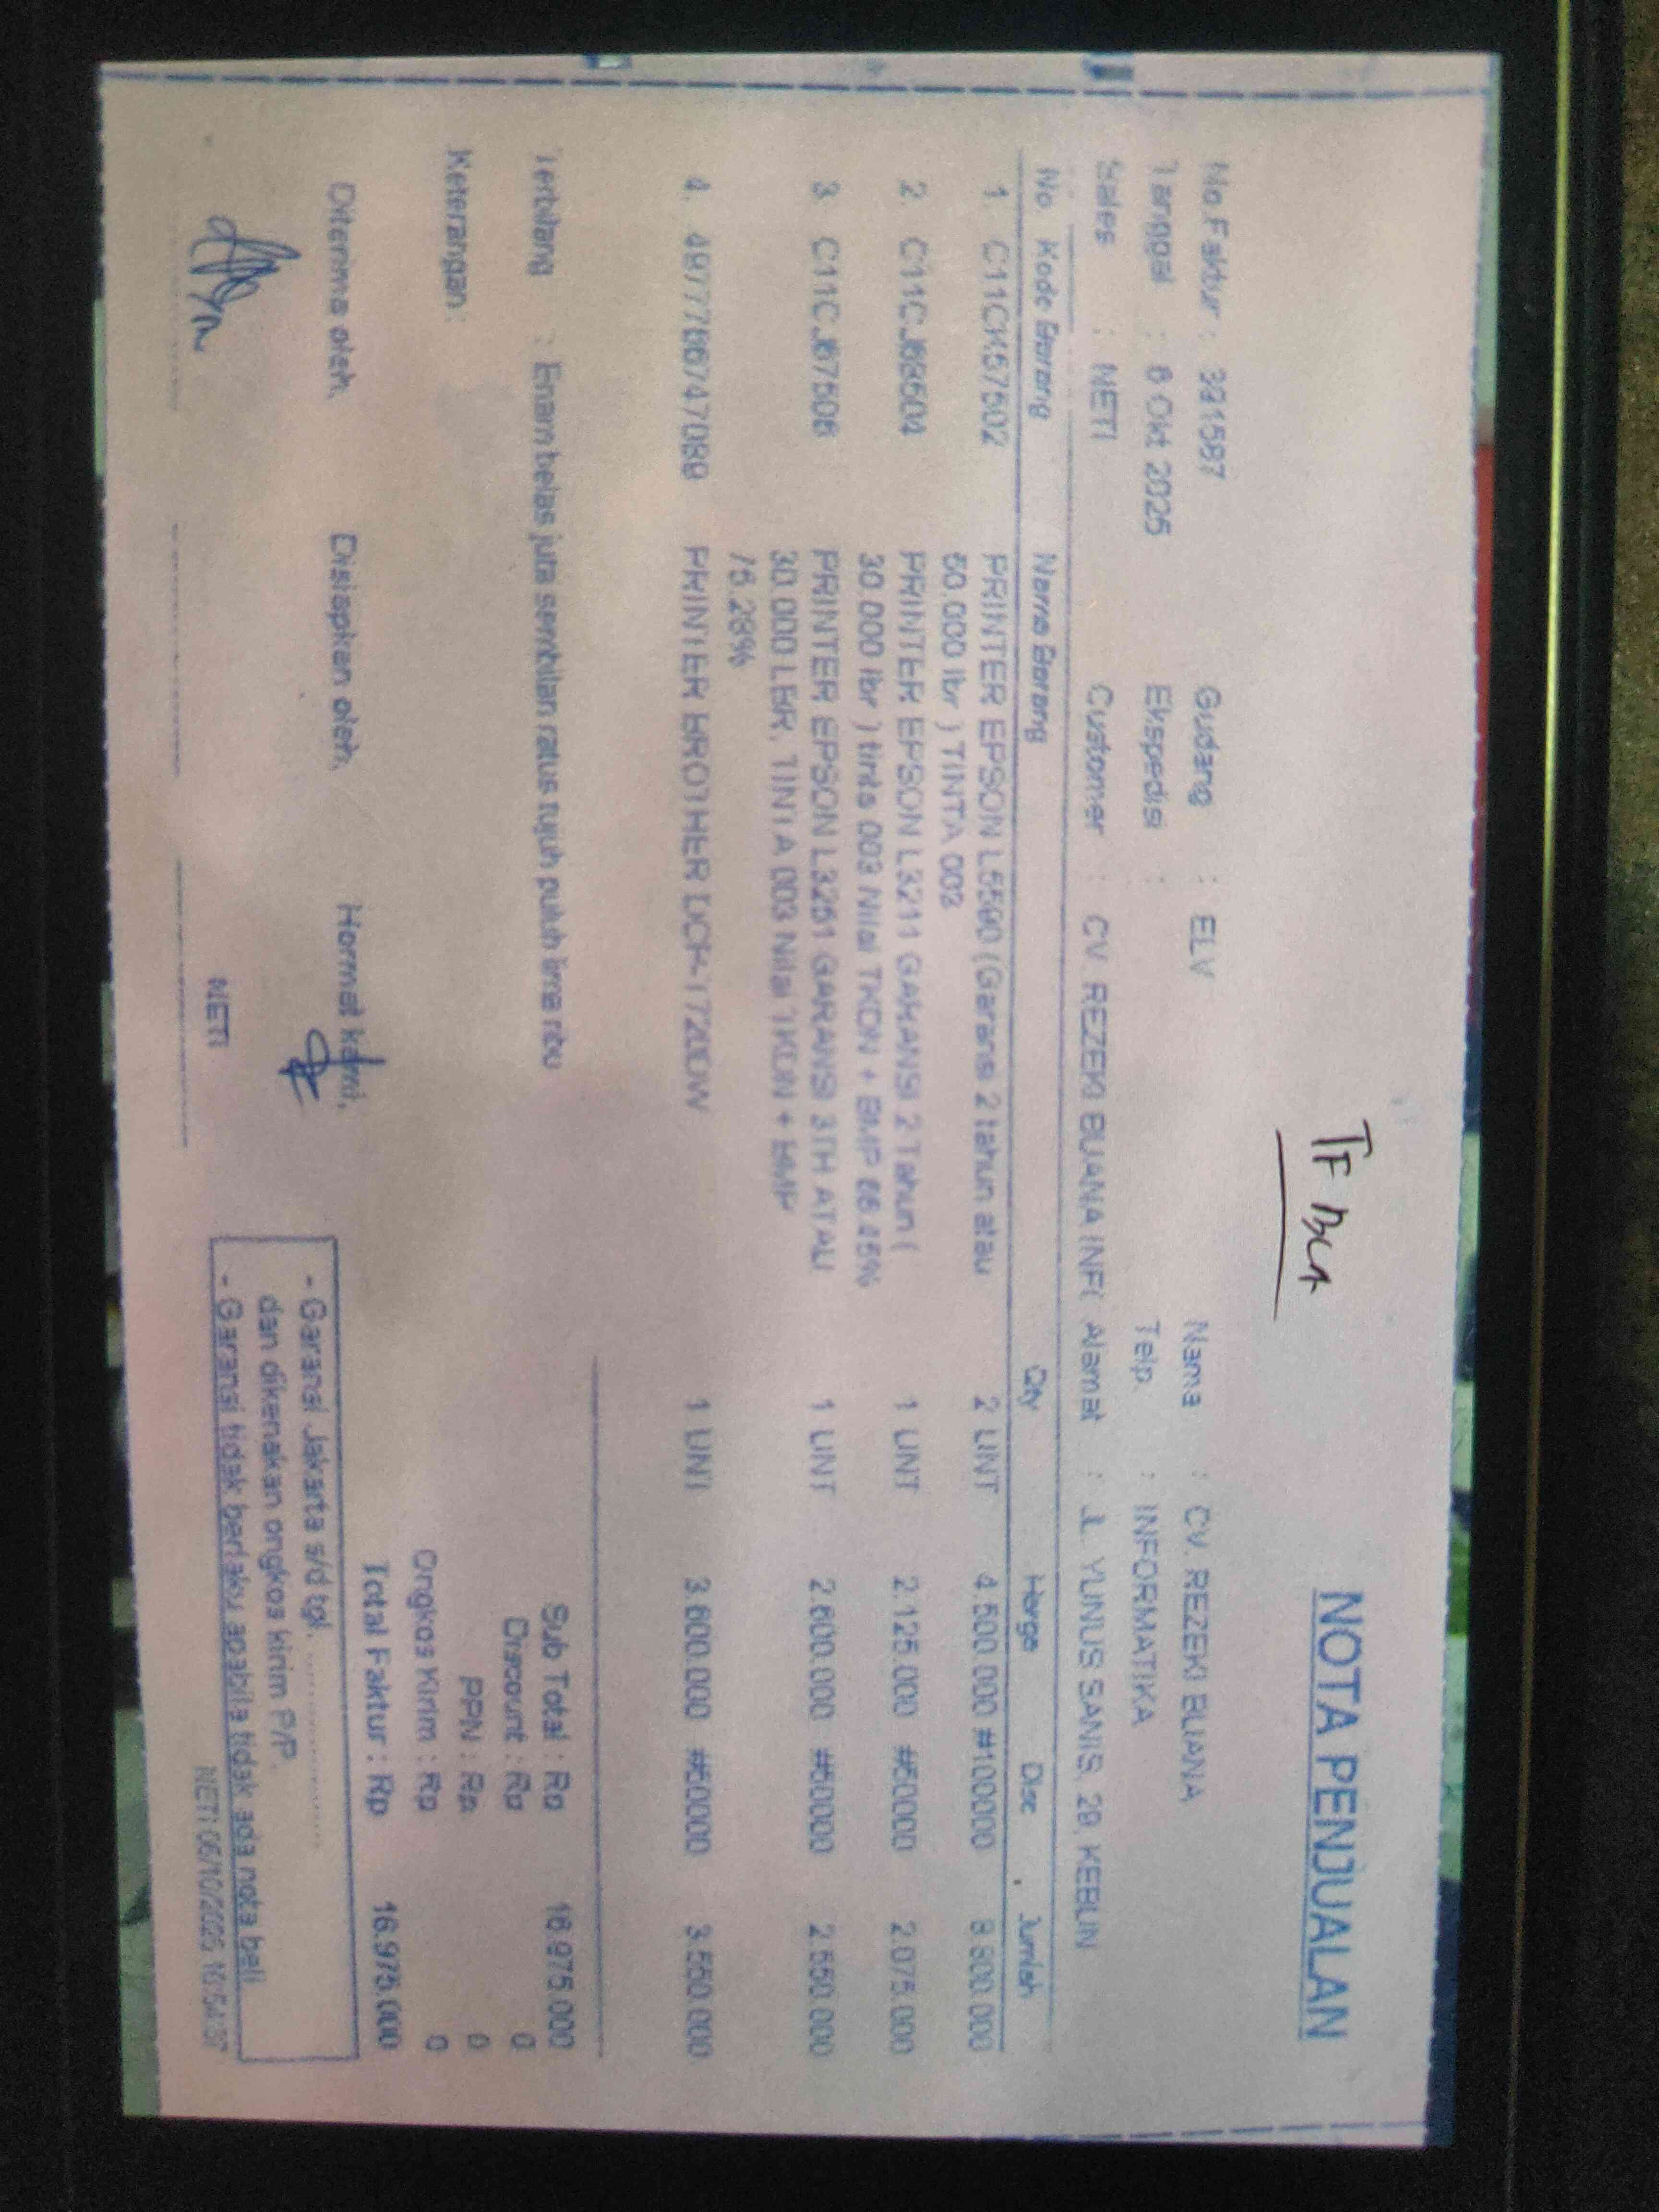 TF BCA
NOTA PENJUALAN
No.Faktur : 391587 Gudang : ELV Nama : CV. REZEKI BUANA
Tanggal : 6 Okt 2025 Ekspedisi : Telp. : INFORMATIKA
Sales : NETI Customer : CV. REZEKI BUANA INF( Alamat : JL. YUNUS SANIS, 20, KEBUN
No. Kode Barang Nama Barang Qty Harga Disc Jumlah
1. C11CK57502 PRINTER EPSON L5590 (Garansi 2 tahun atau 2 UNT 4.500.000 #100000 8.800.000
50.000 lbr ) TINTA 003
2. C11CJ68504 PRINTER EPSON L3211 GARANSI 2 Tahun ( 1 UNT 2.125.000 #50000 2.075.000
30.000 lbr ) tinta 003 Nilai TKDN + BMP 66.45%
3. C11CJ67506 PRINTER EPSON L3251 GARANSI 3TH ATAU 1 UNT 2.600.000 #50000 2.550.000
30.000 LBR, TINTA 003 Nilai TKDN + BMP
4. PRINTER BROTHER DCP-T720DW 1 UNT 3.600.000 #50000 3.550.000
Terbilang : Enam belas juta sembilan ratus tujuh puluh lima ribu Sub Total : Rp 16.975.000
Discount : Rp 0
Keterangan : PPN : Rp 0
Ongkos Kirim : Rp 0
Total Faktur : Rp 16.975.000
Diterima oleh, Disiapkan oleh, Hormat kami,
- Garansi Jakarta s/d tgl. ....................
dan dikenakan ongkos kirim P/P.
- Garansi tidak berlaku apabila tidak ada nota beli
NETI NETI 06/10/2025